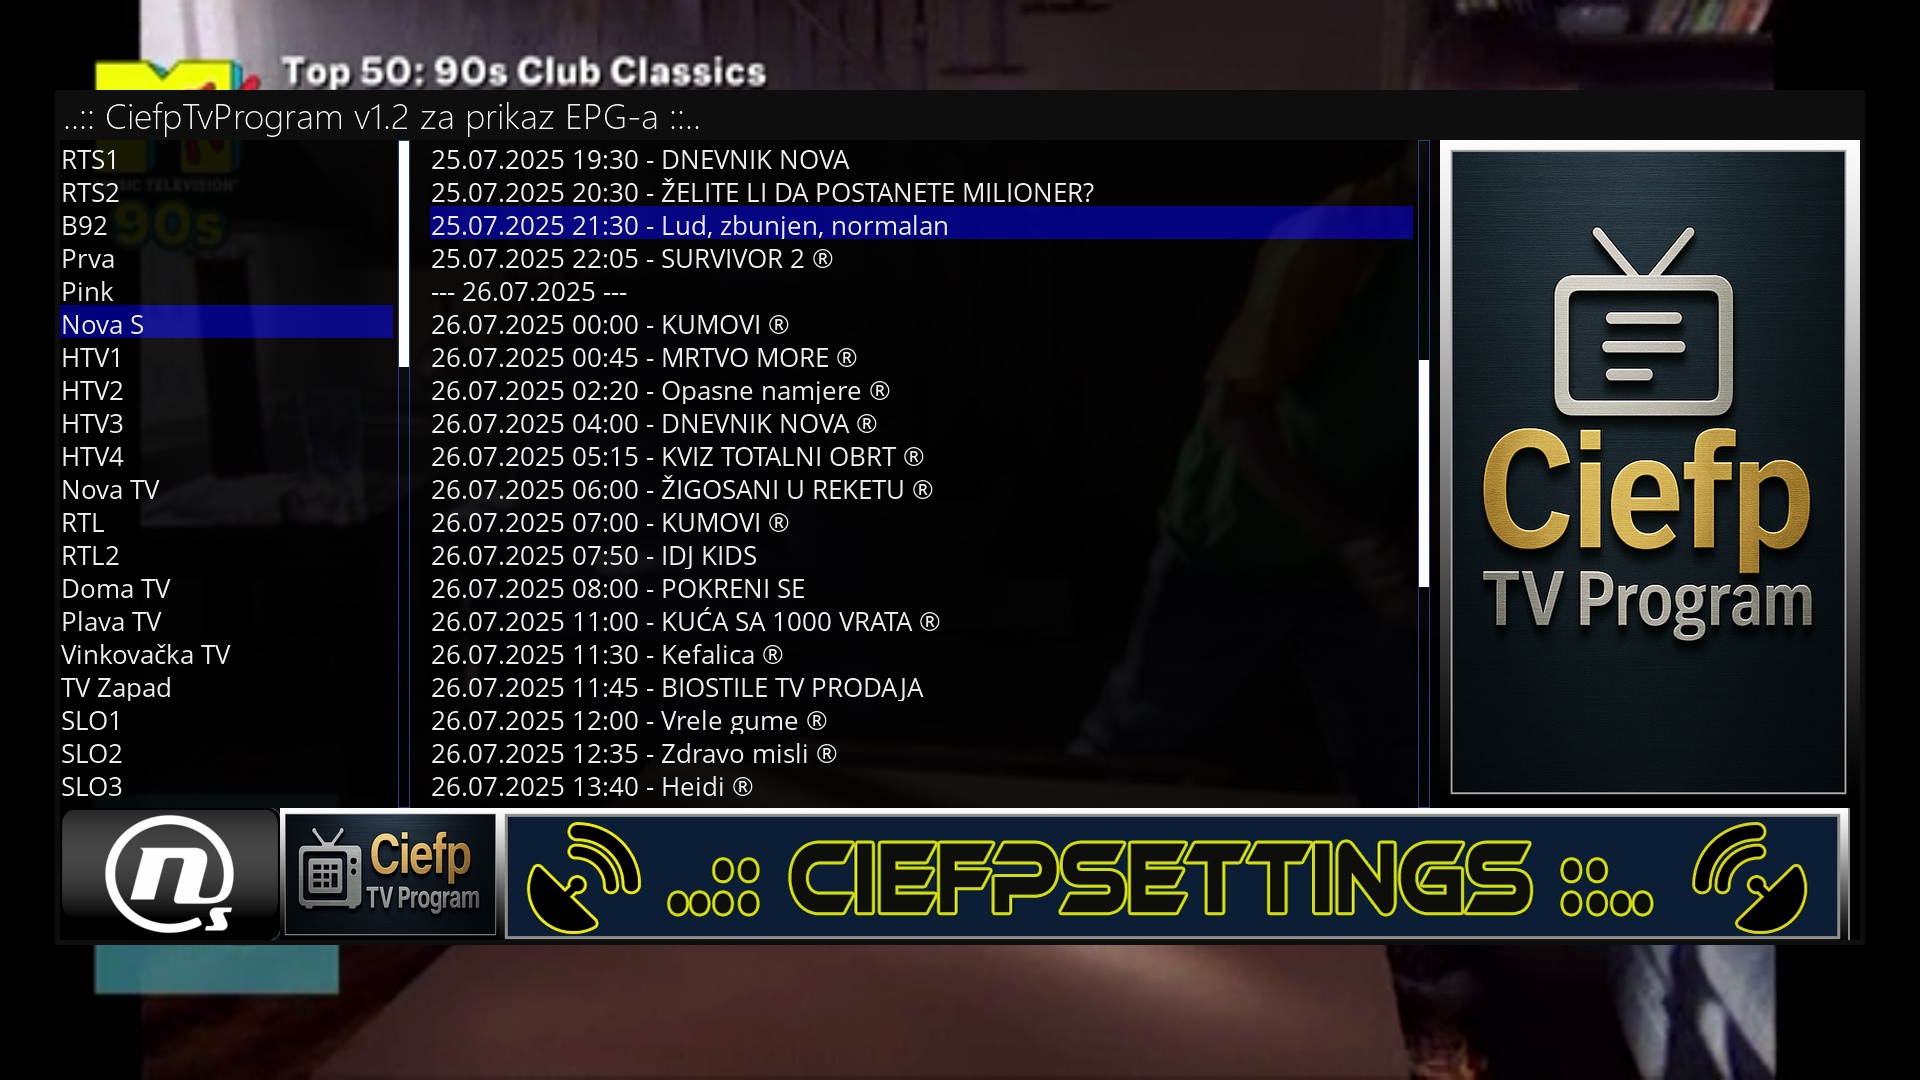 Top 50: 90s Club Classics
..:: CiefpTvProgram v1.2 za prikaz EPG-a ::..
RTS1
RTS2
B92
Prva
Pink
Nova S
HTV1
HTV2
HTV3
HTV4
Nova TV
RTL
RTL2
Doma TV
Plava TV
Vinkovačka TV
TV Zapad
SLO1
SLO2
SLO3
MUSIC TELEVISION
90s
25.07.2025 19:30 - DNEVNIK NOVA
25.07.2025 20:30 - ŽELITE LI DA POSTANETE MILIONER?
25.07.2025 21:30 - Lud, zbunjen, normalan
25.07.2025 22:05 - SURVIVOR 2 ®
--- 26.07.2025 ---
26.07.2025 00:00 - KUMOVI ®
26.07.2025 00:45 - MRTVO MORE ®
26.07.2025 02:20 - Opasne namjere ®
26.07.2025 04:00 - DNEVNIK NOVA ®
26.07.2025 05:15 - KVIZ TOTALNI OBRT ®
26.07.2025 06:00 - ŽIGOSANI U REKETU ®
26.07.2025 07:00 - KUMOVI ®
26.07.2025 07:50 - IDJ KIDS
26.07.2025 08:00 - POKRENI SE
26.07.2025 11:00 - KUĆA SA 1000 VRATA ®
26.07.2025 11:30 - Kefalica ®
26.07.2025 11:45 - BIOSTILE TV PRODAJA
26.07.2025 12:00 - Vrele gume ®
26.07.2025 12:35 - Zdravo misli ®
26.07.2025 13:40 - Heidi ®
Ciefp
TV Program
n s
Ciefp
TV Program
CIEFPSETTINGS